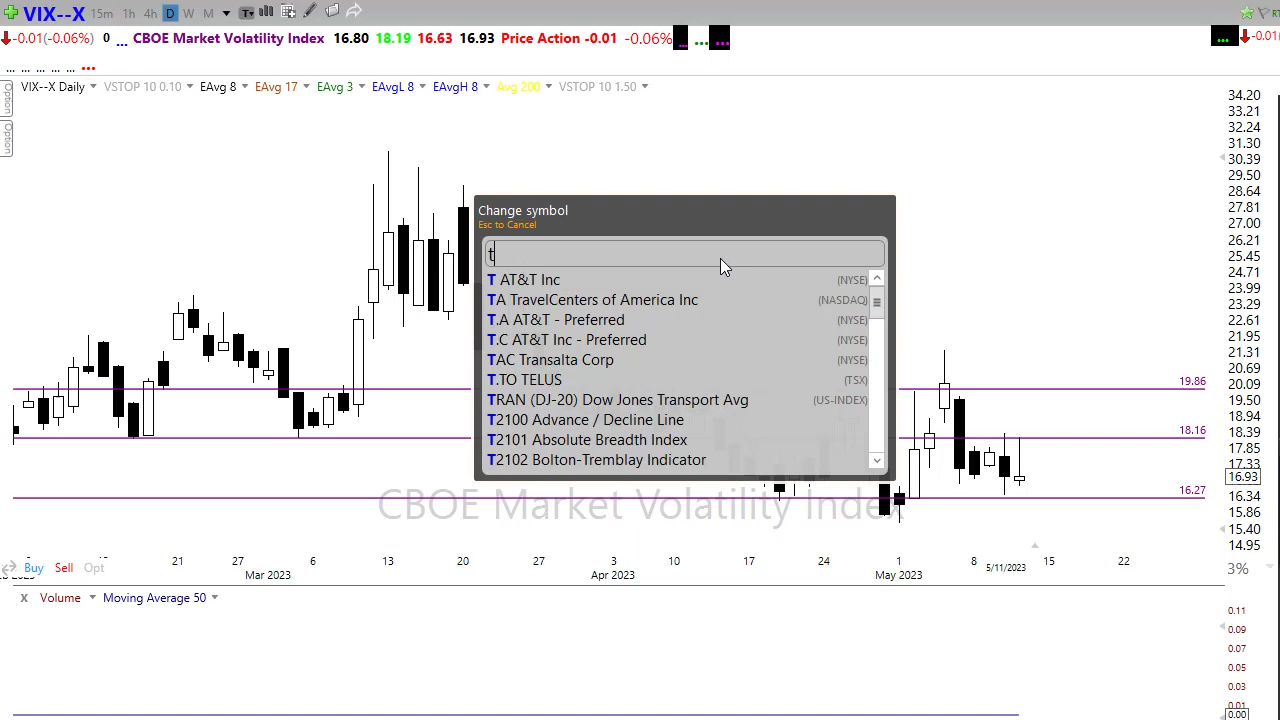 VIX--X 15m 1h 4h D W M
-0.01(-0.06%) 0 ... CBOE Market Volatility Index 16.80 18.19 16.63 16.93 Price Action -0.01 -0.06% ... ... ... ... -0.01
... ... ... ... ... ...
VIX--X Daily VSTOP 10 0.10 EAvg 8 EAvg 17 EAvg 3 EAvgL 8 EAvgH 8 Avg 200 VSTOP 10 1.50
Option
Option
34.20
33.21
32.24
31.30
30.39
29.50
28.64
27.81
27.00
26.21
25.45
24.71
23.99
23.29
22.61
21.95
21.31
20.69
20.09
19.50
18.94
18.39
17.85
17.33
16.93
16.34
15.86
15.40
14.95
Change symbol
Esc to Cancel
t
T AT&T Inc (NYSE)
TA TravelCenters of America Inc (NASDAQ)
T.A AT&T - Preferred (NYSE)
T.C AT&T Inc - Preferred (NYSE)
TAC Transalta Corp (NYSE)
T.TO TELUS (TSX)
TRAN (DJ-20) Dow Jones Transport Avg (US-INDEX)
T2100 Advance / Decline Line
T2101 Absolute Breadth Index
T2102 Bolton-Tremblay Indicator
19.86
18.16
16.27
CBOE Market Volatility Index
21 27 6 13 20 27 3 10 17 24 1 8 5/11/2023 15 22
Mar 2023 Apr 2023 May 2023
Buy Sell Opt 3%
x Volume Moving Average 50
0.11
0.09
0.07
0.05
0.03
0.01
0.00